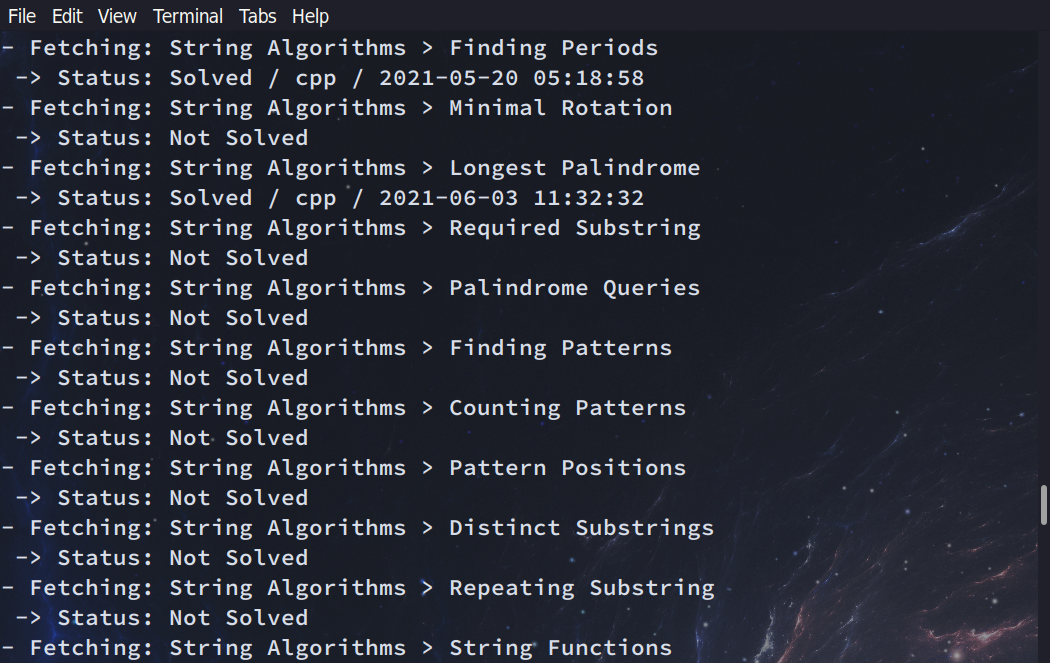 File Edit View Terminal Tabs Help
- Fetching: String Algorithms > Finding Periods
-> Status: Solved / cpp / 2021-05-20 05:18:58
- Fetching: String Algorithms > Minimal Rotation
-> Status: Not Solved
- Fetching: String Algorithms > Longest Palindrome
-> Status: Solved / cpp / 2021-06-03 11:32:32
- Fetching: String Algorithms > Required Substring
-> Status: Not Solved
- Fetching: String Algorithms > Palindrome Queries
-> Status: Not Solved
- Fetching: String Algorithms > Finding Patterns
-> Status: Not Solved
- Fetching: String Algorithms > Counting Patterns
-> Status: Not Solved
- Fetching: String Algorithms > Pattern Positions
-> Status: Not Solved
- Fetching: String Algorithms > Distinct Substrings
-> Status: Not Solved
- Fetching: String Algorithms > Repeating Substring
-> Status: Not Solved
- Fetching: String Algorithms > String Functions